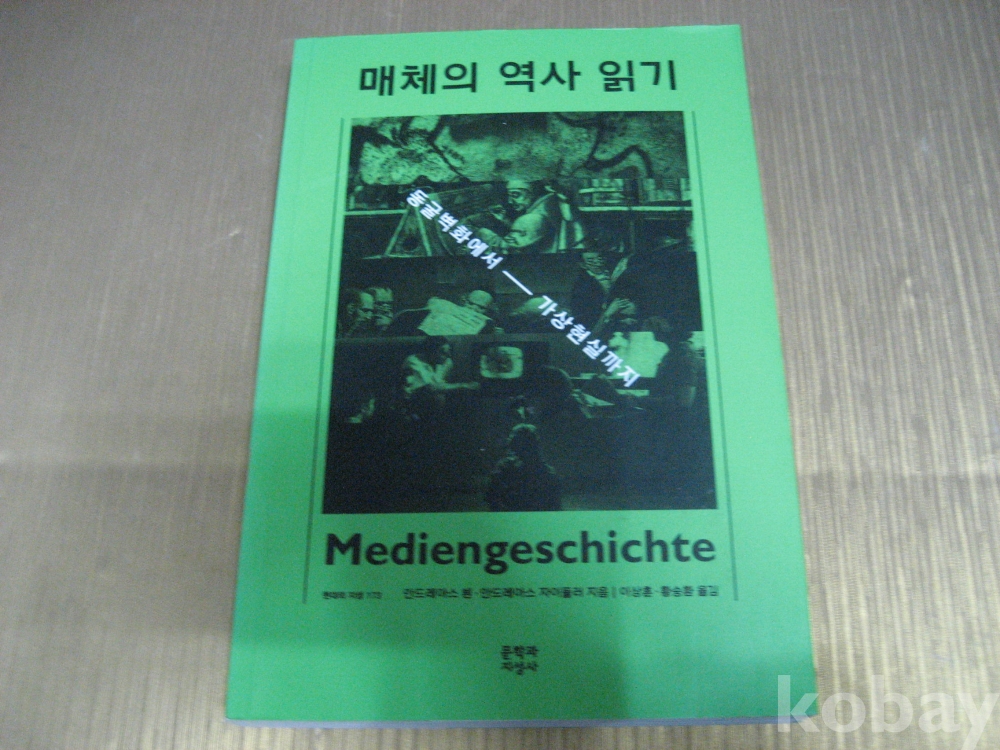 매체의 역사 읽기
동굴벽화에서 — 가상현실까지
Mediengeschichte
현대의 지성 173
안드레아스 뵌·안드레아스 자이들러 지음 | 이상훈·황승환 옮김
문학과
지성사
kobay